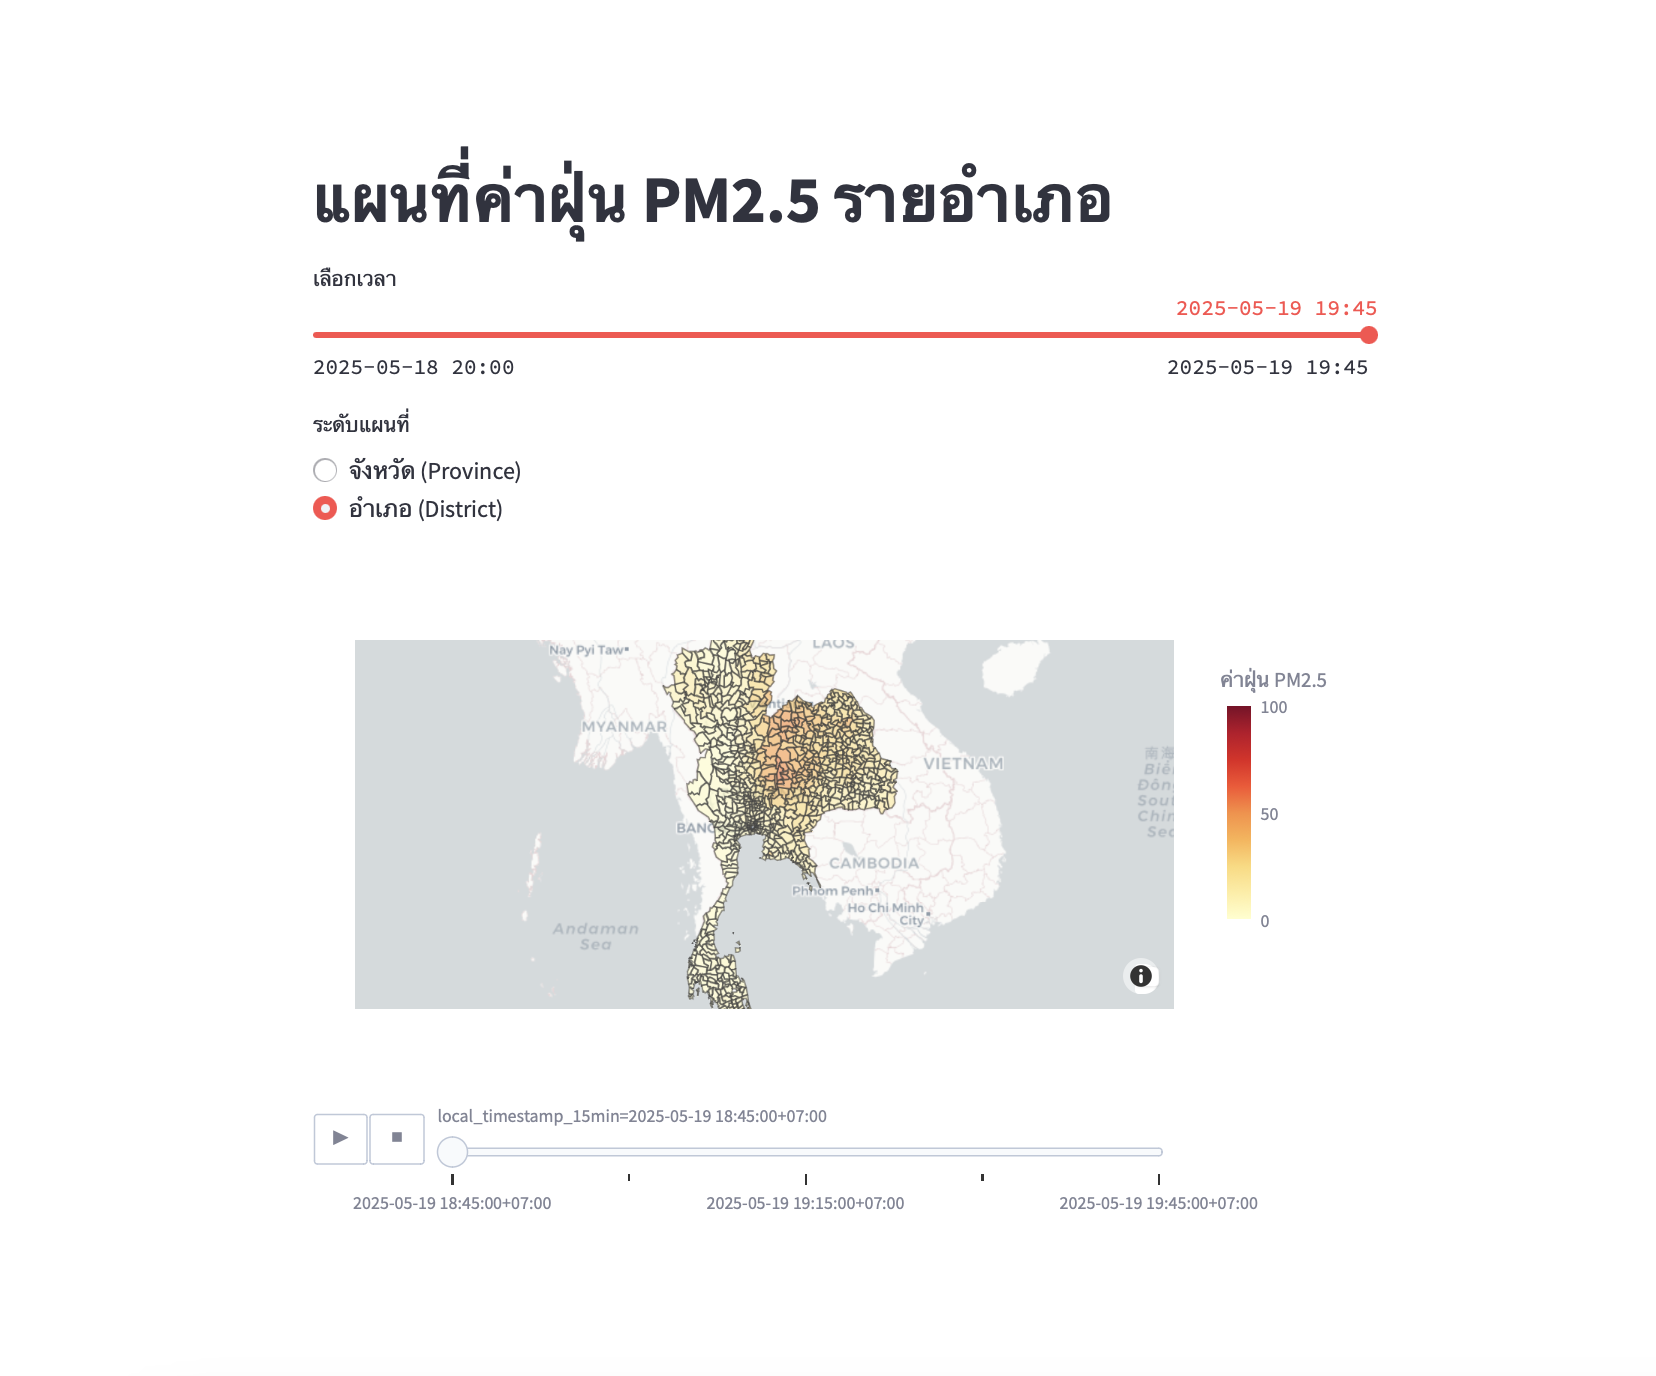 แผนที่ค่าฝุ่น PM2.5 รายอำเภอ
เลือกเวลา
2025-05-19 19:45
2025-05-18 20:00
2025-05-19 19:45
ระดับแผนที่
จังหวัด (Province)
อำเภอ (District)
LAOS
Nay Pyi Taw
MYANMAR
VIETNAM
南海
Biển
Đông
South
China
Sea
BANG
CAMBODIA
Phnom Penh
Ho Chi Minh
City
Andaman
Sea
ค่าฝุ่น PM2.5
100
50
0
local_timestamp_15min=2025-05-19 18:45:00+07:00
2025-05-19 18:45:00+07:00
2025-05-19 19:15:00+07:00
2025-05-19 19:45:00+07:00